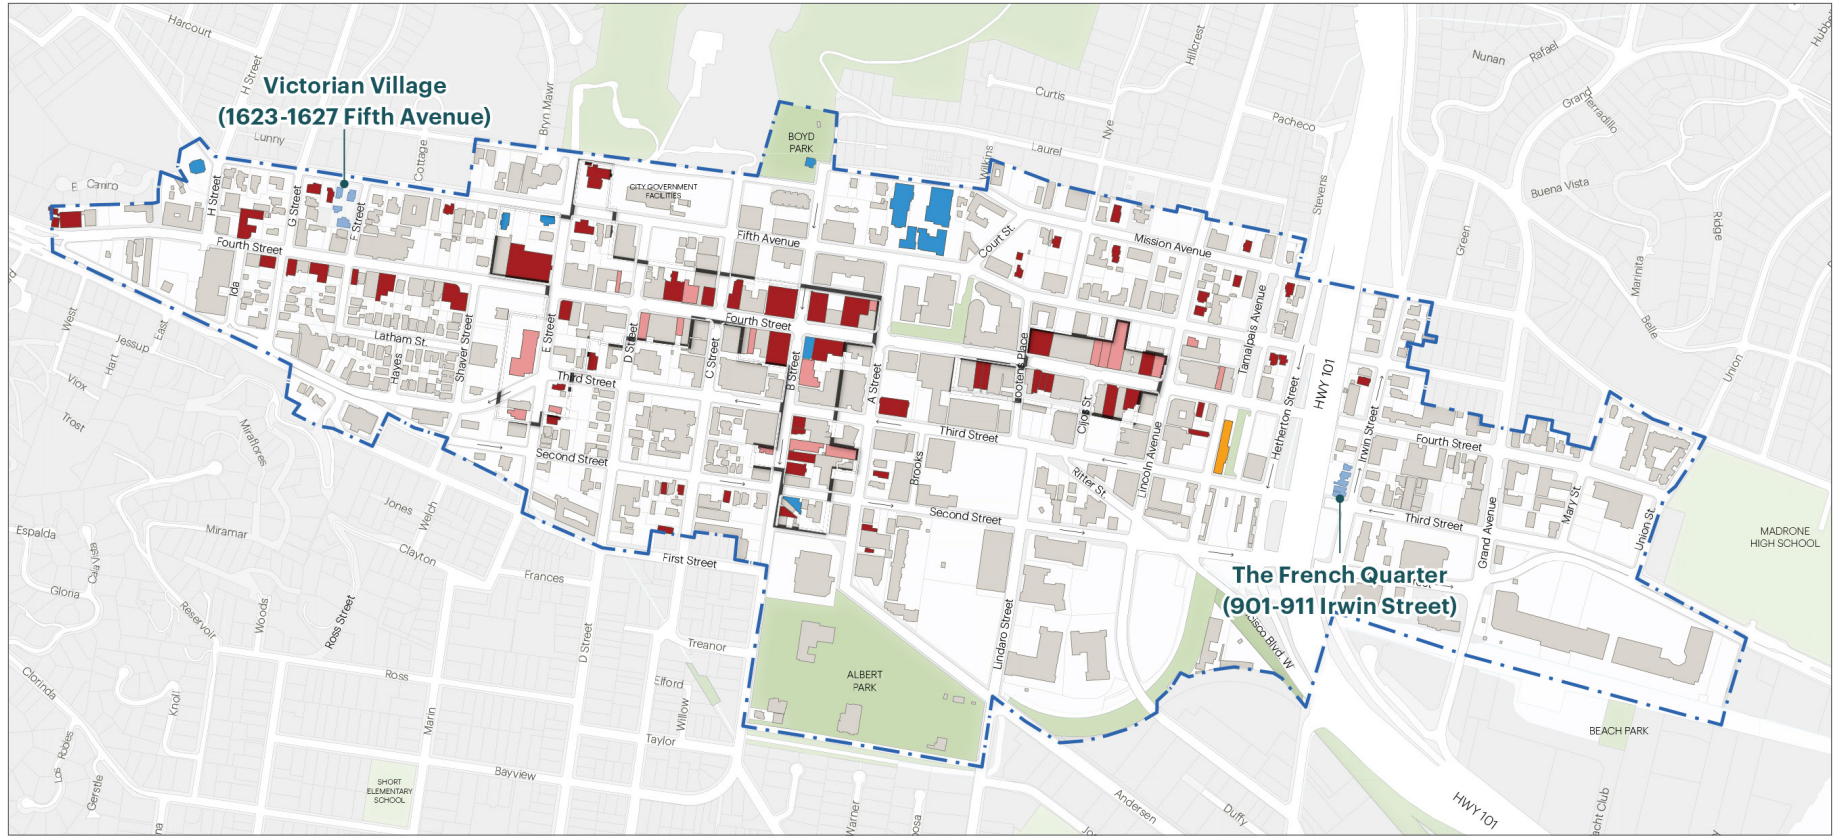 Harcourt
H Street
Victorian Village
(1623-1627 Fifth Avenue)
Lunny
Cottage
Bryn Mawr
BOYD
PARK
Curtis
Hillcrest
Nye
Pacheco
Laurel
Wilkins
Stevens
Nunan
Rafael
Grand
Terradillo
Buena Vista
Ridge
Green
Manita
Belle
Union
El Camino
H Street
G Street
F Street
CITY GOVERNMENT
FACILITIES
Fifth Avenue
Court St.
Mission Avenue
Fourth Street
Ida
Latham St.
Hayes
Shaver Street
E Street
D Street
Fourth Street
C Street
B Street
A Street
Third Street
Tamalpais Avenue
HWY 101
Hetherton Street
Irwin Street
Fourth Street
West
Jessup
East
Hart
Viox
Trost
Miraflores
Second Street
Third Street
Brooks
Cijos St.
Lincoln Avenue
Ritter St.
Second Street
Third Street
Grand Avenue
Mary St.
Union St.
MADRONE
HIGH SCHOOL
Jones
Welch
Espalda
Miramar
Clayton
Gloria
Reservoir
Woods
Ross Street
Frances
First Street
The French Quarter
(901-911 Irwin Street)
Lindaro Street
D Street
Treanor
ALBERT
PARK
Clorinda
Knoll
Ross
Marin
Elford
Willow
Taylor
Robles
Gerstle
Bayview
SHORT
ELEMENTARY
SCHOOL
BEACH PARK
Andersen
Duffy
HWY 101
Warner